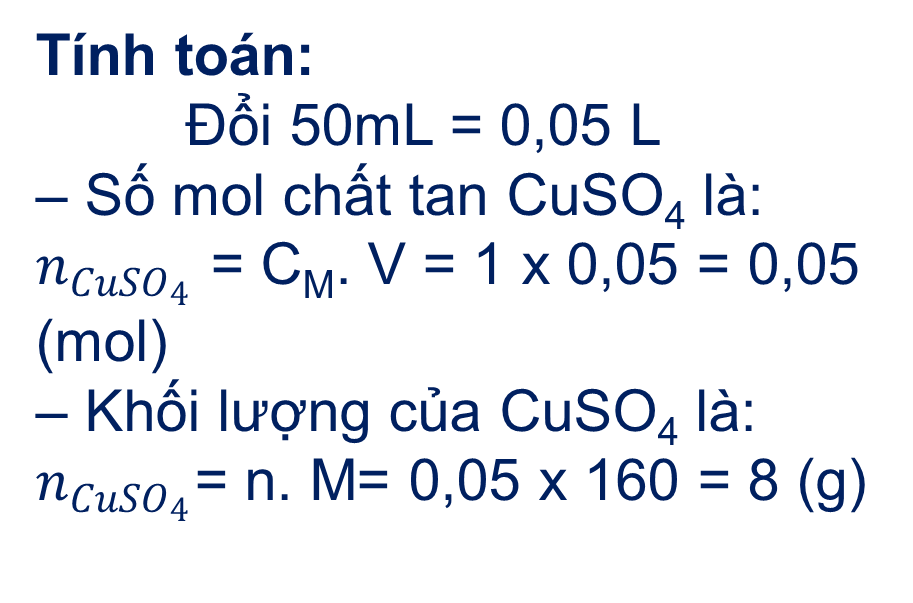 Tính toán:
Đổi 50mL = 0,05 L
– Số mol chất tan CuSO₄ là:
𝑛𝐶𝑢𝑆𝑂₄ = CM. V = 1 x 0,05 = 0,05
(mol)
– Khối lượng của CuSO₄ là:
𝑛𝐶𝑢𝑆𝑂₄= n. M= 0,05 x 160 = 8 (g)